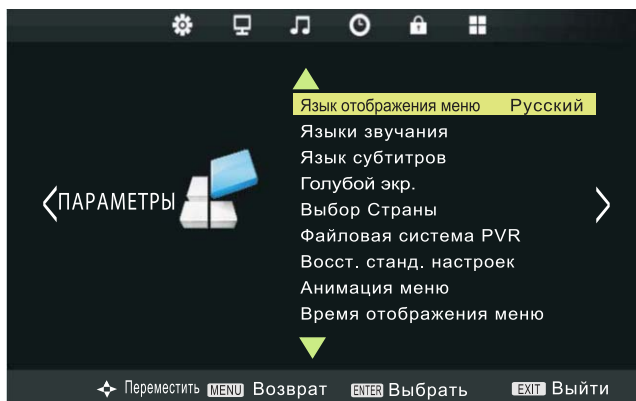 Язык отображения меню Русский
Языки звучания
Язык субтитров
Голубой экр.
ПАРАМЕТРЫ
Выбор Страны
Файловая система PVR
Восст. станд. настроек
Анимация меню
Время отображения меню
Переместить MENU Возврат ENTER Выбрать EXIT Выйти